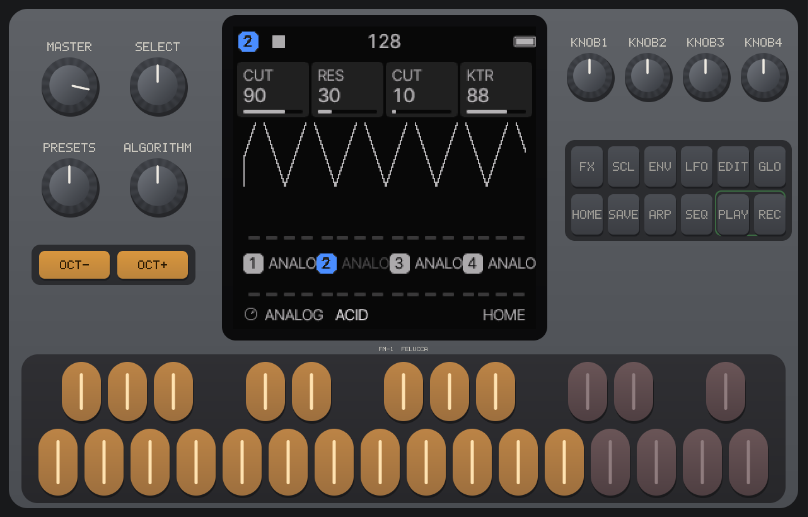 MASTER SELECT
PRESETS ALGORITHM
OCT- OCT+
2 128
CUT RES CUT KTR
90 30 10 88
1 ANALO 2 ANALO 3 ANALO 4 ANALO
ANALOG ACID HOME
KNOB1 KNOB2 KNOB3 KNOB4
FX SCL ENV LFO EDIT GLO
HOME SAVE ARP SEQ PLAY REC